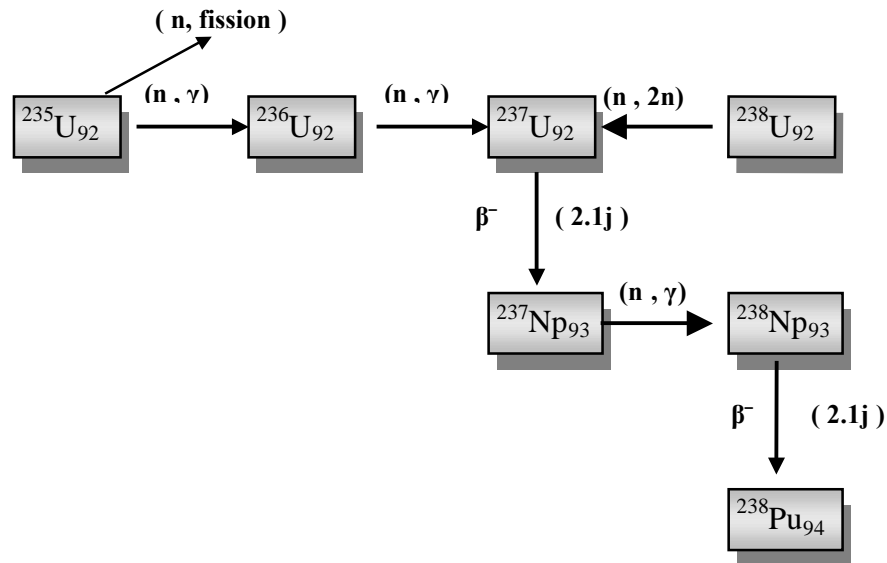 ( n, fission )
(n , γ) (n , γ) (n , 2n)
²³⁵U₉₂ ²³⁶U₉₂ ²³⁷U₉₂ ²³⁸U₉₂
β⁻ ( 2.1j )
(n , γ)
²³⁷Np₉₃ ²³⁸Np₉₃
β⁻ ( 2.1j )
²³⁸Pu₉₄